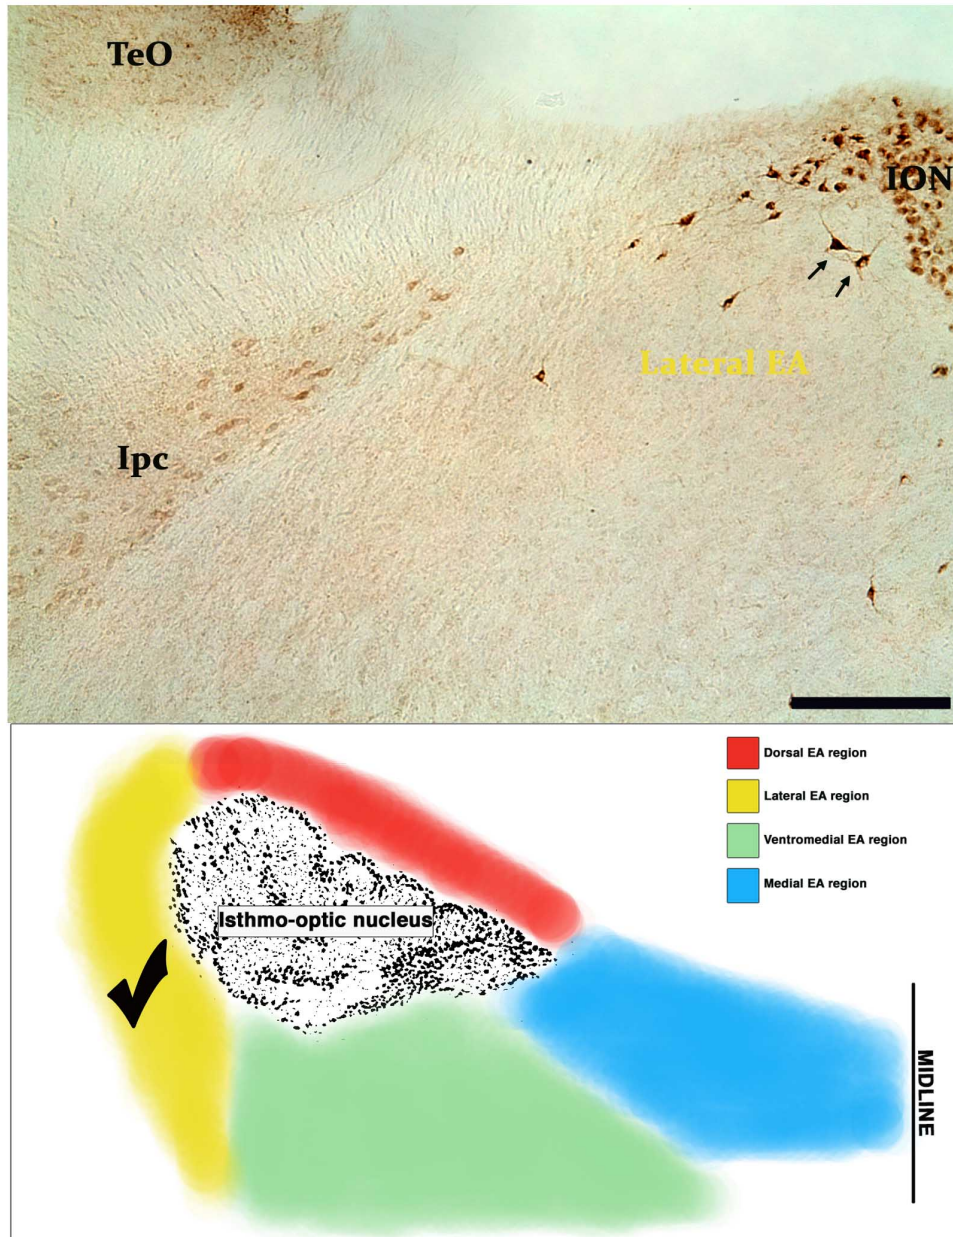 TeO
ION
Lateral EA
Ipc
Dorsal EA region
Lateral EA region
Ventromedial EA region
Medial EA region
Isthmo-optic nucleus
MIDLINE